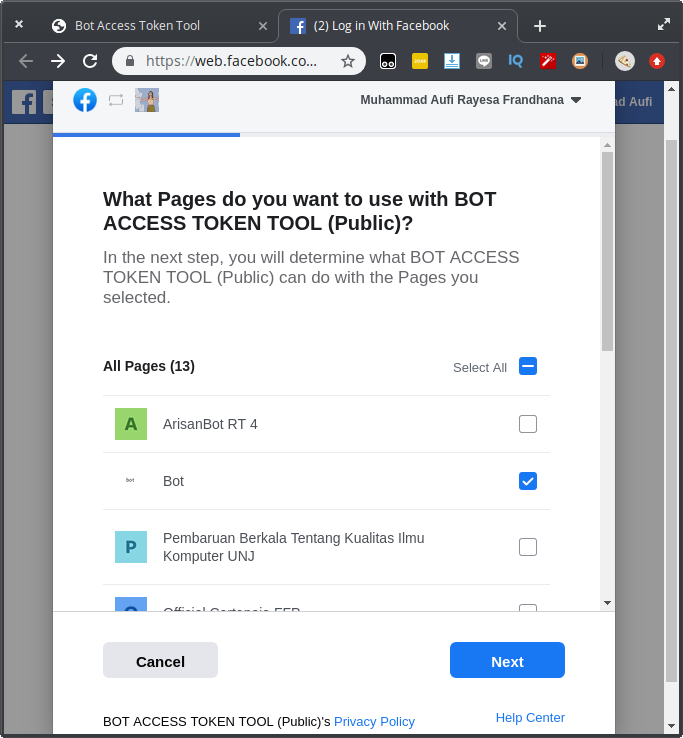 Bot Access Token Tool
(2) Log in With Facebook
https://web.facebook.co...
IQ
Muhammad Aufi Rayesa Frandhana
ad Aufi
What Pages do you want to use with BOT
ACCESS TOKEN TOOL (Public)?
In the next step, you will determine what BOT ACCESS
TOKEN TOOL (Public) can do with the Pages you
selected.
All Pages (13)
Select All
A
ArisanBot RT 4
bot
Bot
P
Pembaruan Berkala Tentang Kualitas Ilmu
Komputer UNJ
Cancel
Next
BOT ACCESS TOKEN TOOL (Public)'s Privacy Policy
Help Center